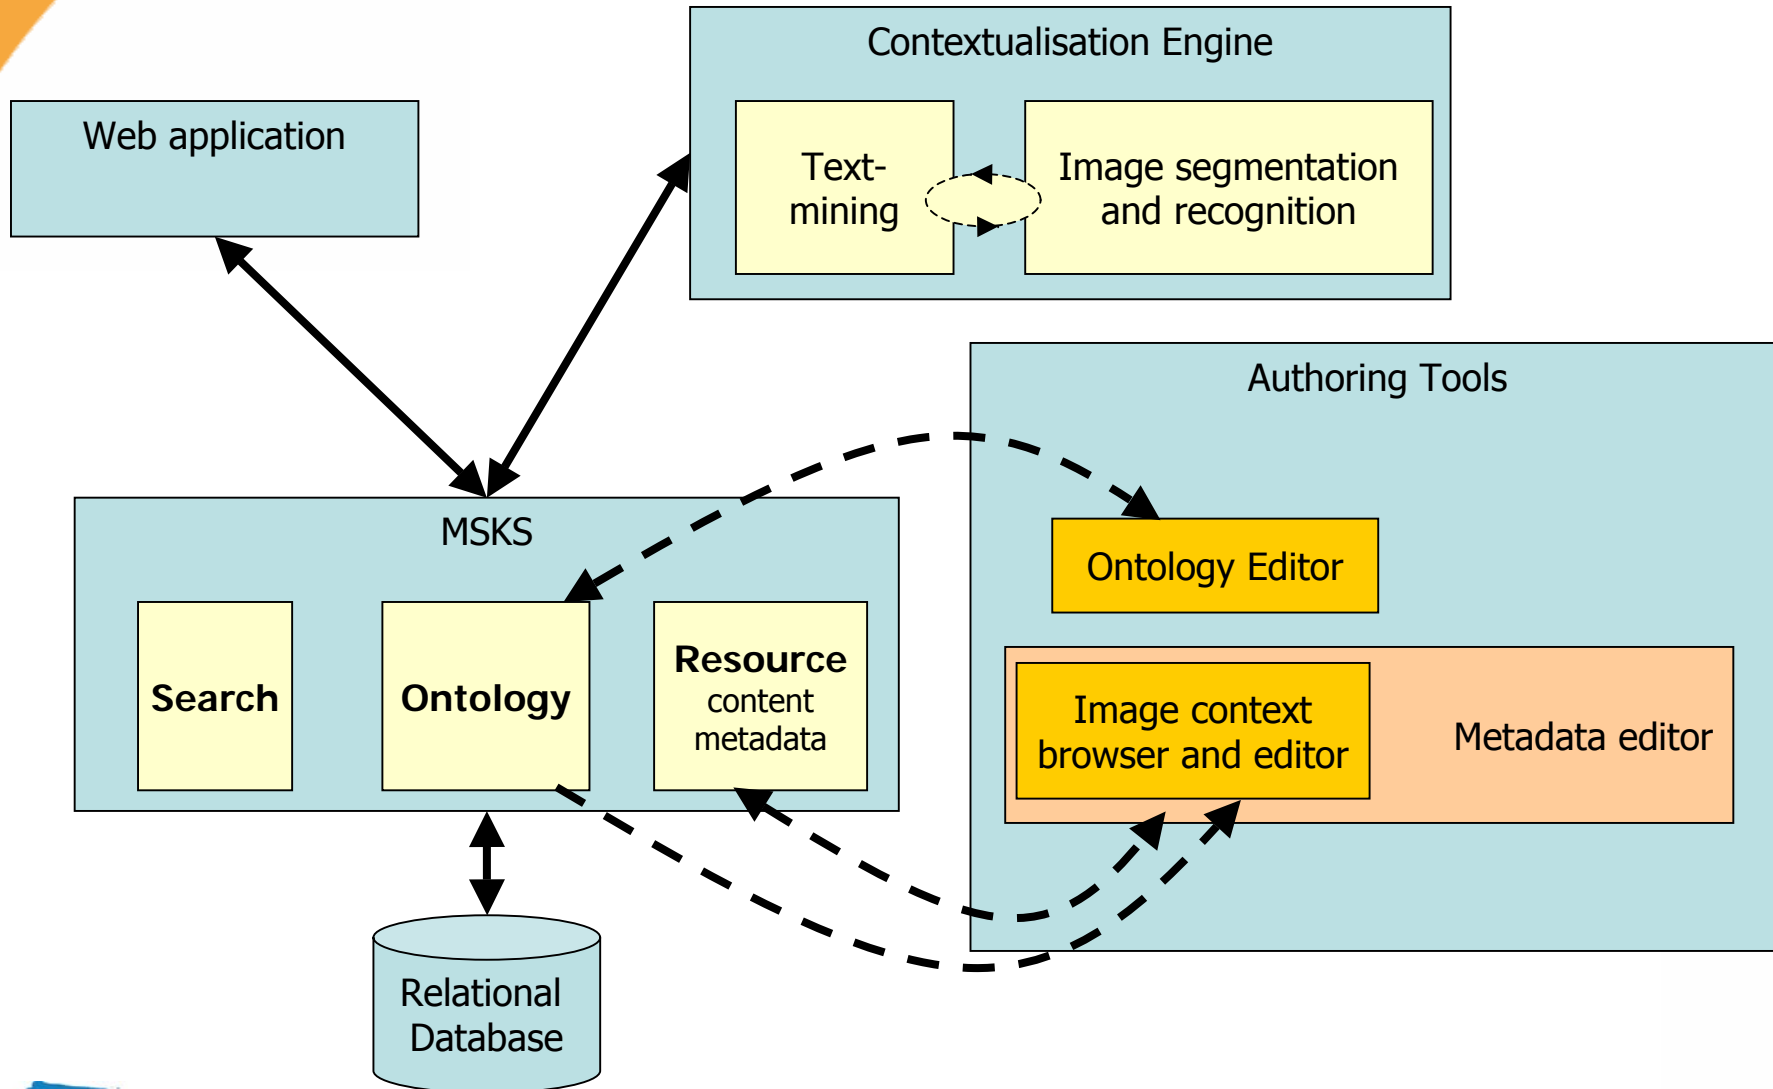 Contextualisation Engine
Web application
Text-
mining
Image segmentation
and recognition
Authoring Tools
MSKS
Ontology Editor
Search
Ontology
Resource
content
metadata
Image context
browser and editor
Metadata editor
Relational
Database